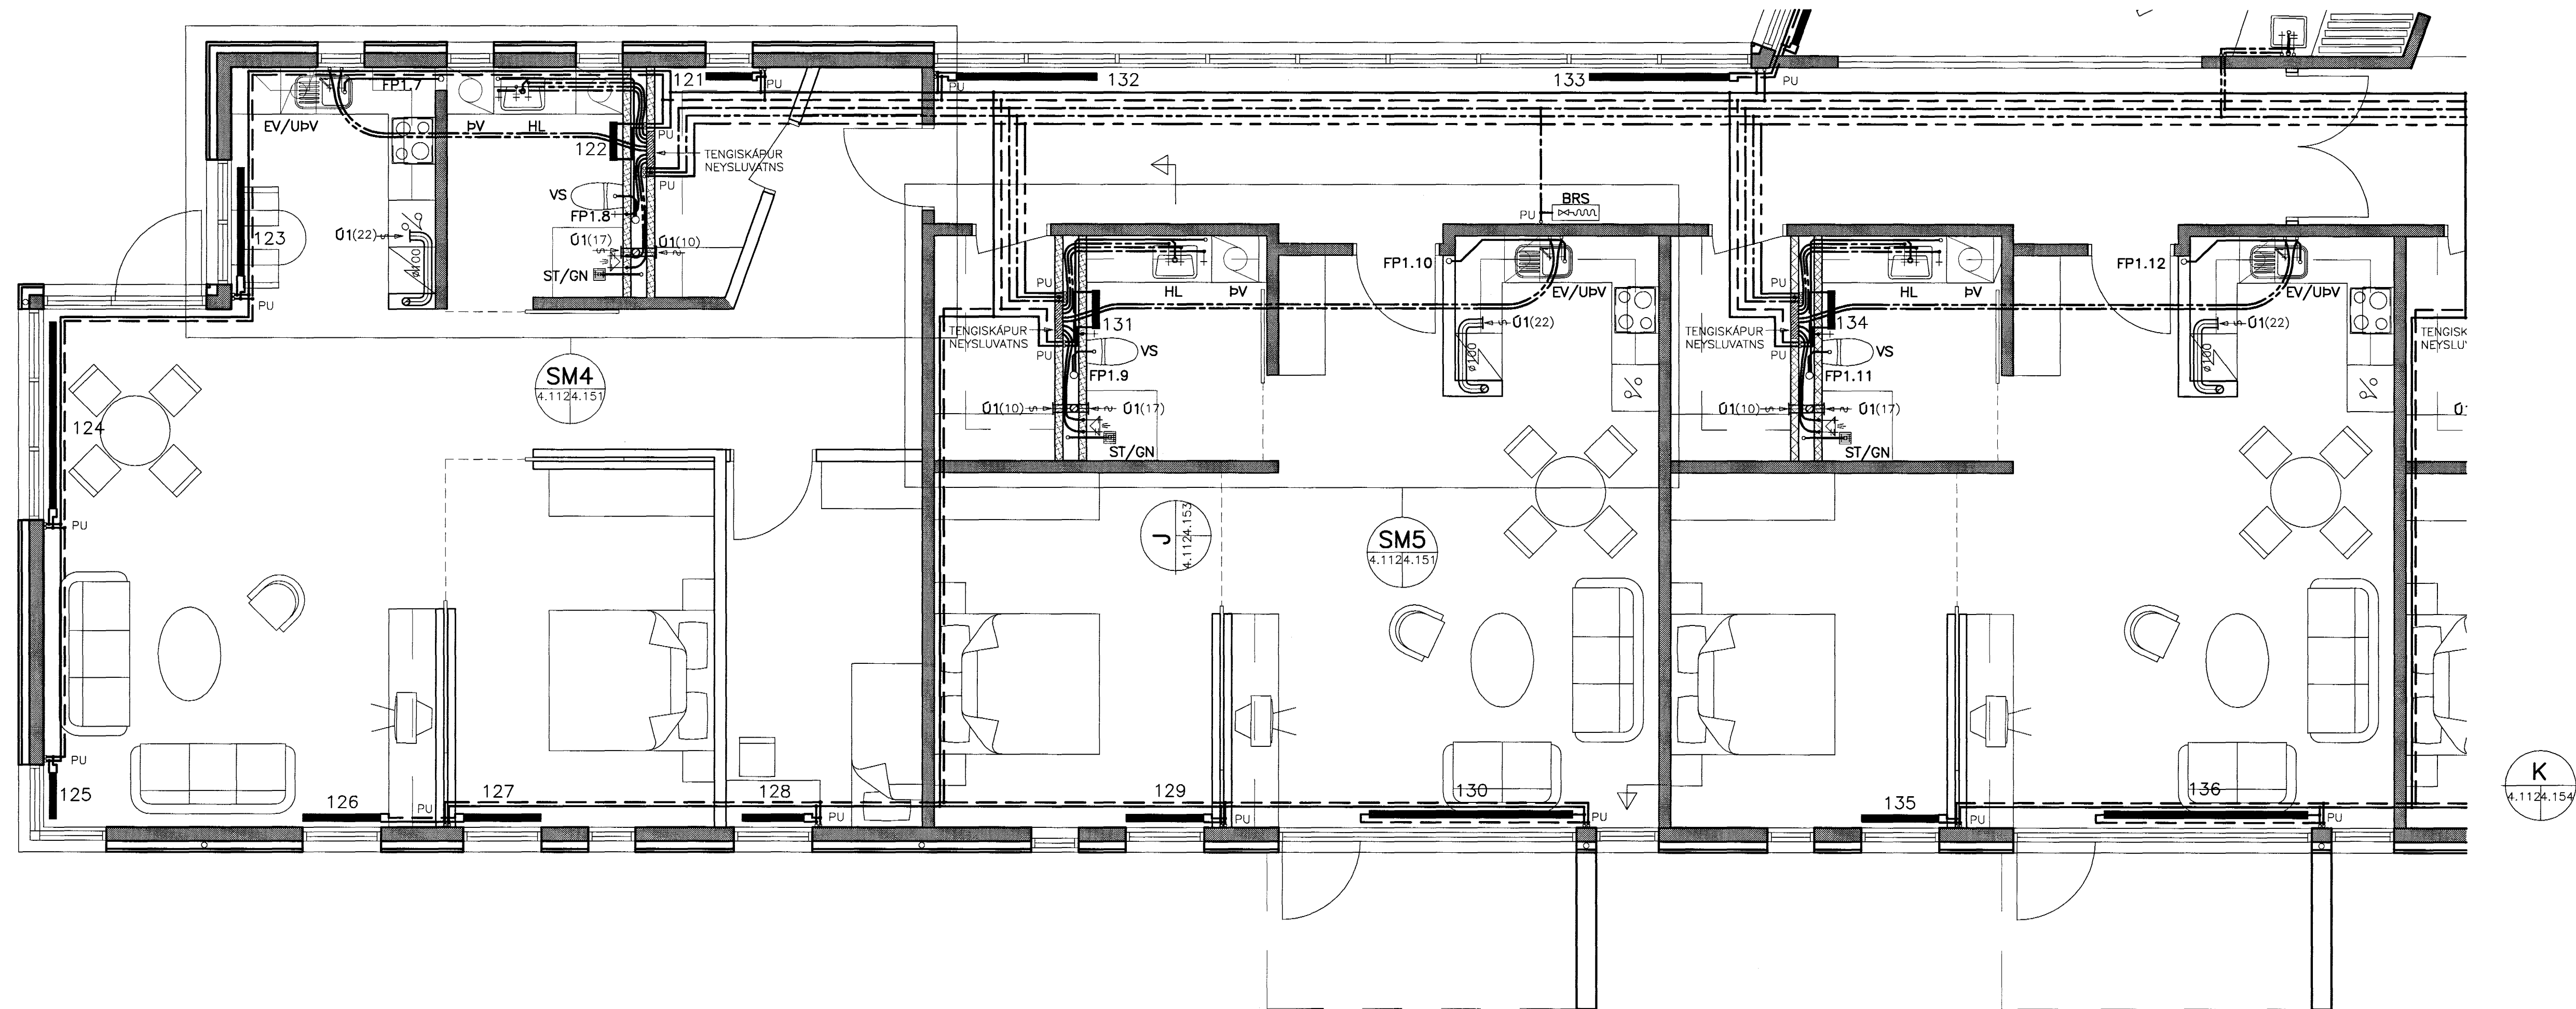 121
PU
132
133
PU
PU
FP1.7
EV/UÞV
ÞV
HL
PU
122
TENGISKÁPUR
NEYSLUVATNS
PU
VS
FP1.8
BRS
PU
123
Ú1(22)
Ú1(17)
Ú1(10)
ø100
ST/GN
PU
FP1.10
FP1.12
PU
HL
ÞV
EV/UÞV
PU
HL
ÞV
EV/UÞV
TENGISKÁPUR
NEYSLUVATNS
131
Ú1(22)
TENGISKÁPUR
NEYSLUVATNS
134
Ú1(22)
PU
VS
ø100
PU
VS
ø100
FP1.9
FP1.11
SM4
4.112 4.151
Ú1(10)
Ú1(17)
Ú1(10)
Ú1(17)
124
ST/GN
ST/GN
PU
J
4.112 4.153
SM5
4.112 4.151
PU
125
126
PU
127
128
PU
129
PU
130
PU
135
PU
136
PU
K
4.112 4.154